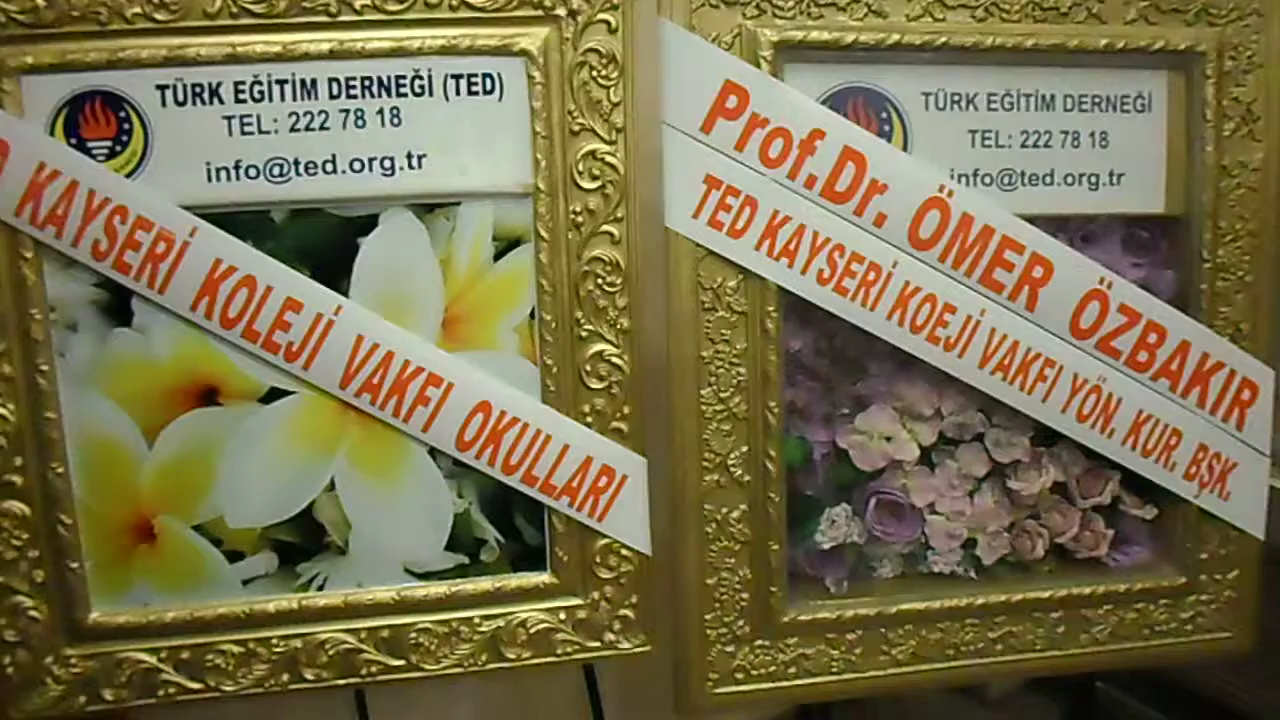 TÜRK EĞİTİM DERNEĞİ (TED)
TEL: 222 78 18
info@ted.org.tr
KAYSERİ KOLEJİ VAKFI OKULLARI
TÜRK EĞİTİM DERNEĞİ
TEL: 222 78 18
info@ted.org.tr
Prof.Dr. ÖMER ÖZBAKIR
TED KAYSERİ KOEJİ VAKFI YÖN. KUR. BŞK.